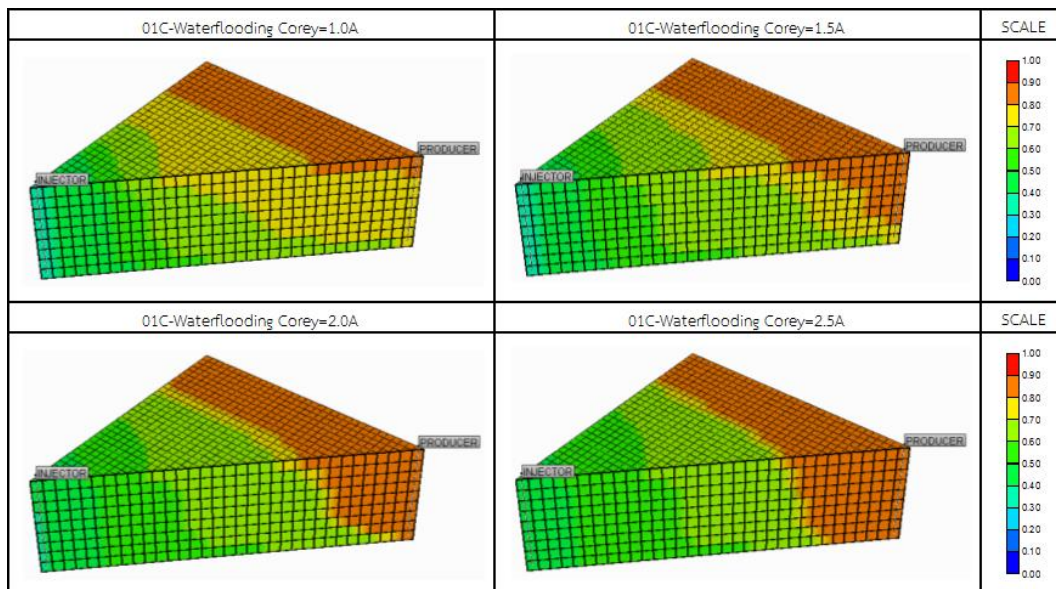 01C-Waterflooding Corey=1.0A
01C-Waterflooding Corey=1.5A
SCALE
INJECTOR
PRODUCER
INJECTOR
PRODUCER
1.00
0.90
0.80
0.70
0.60
0.50
0.40
0.30
0.20
0.10
0.00
01C-Waterflooding Corey=2.0A
01C-Waterflooding Corey=2.5A
SCALE
INJECTOR
PRODUCER
INJECTOR
PRODUCER
1.00
0.90
0.80
0.70
0.60
0.50
0.40
0.30
0.20
0.10
0.00